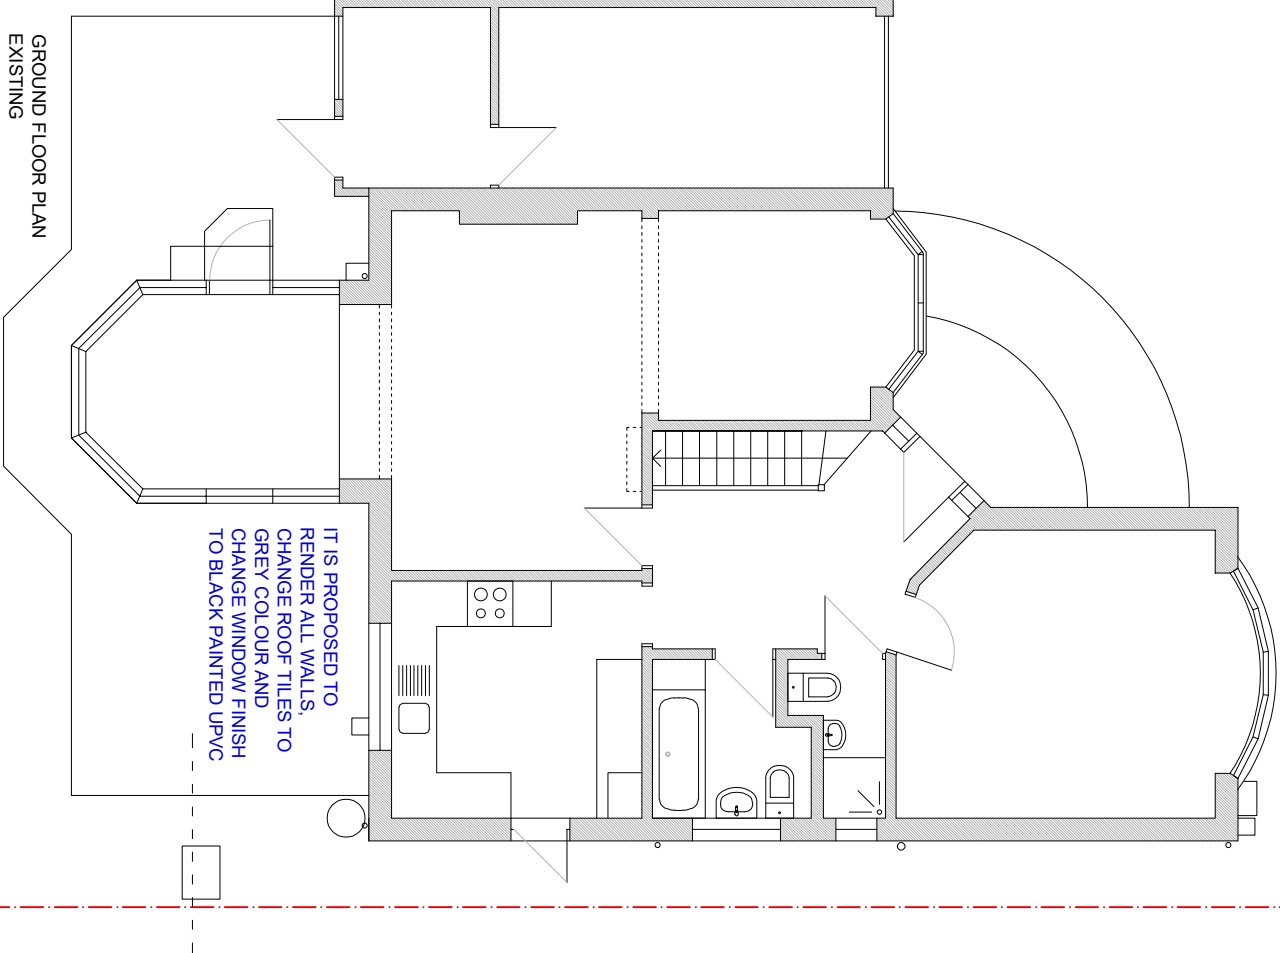 GROUND FLOOR PLAN
EXISTING
IT IS PROPOSED TO
RENDER ALL WALLS,
CHANGE ROOF TILES TO
GREY COLOUR AND
CHANGE WINDOW FINISH
TO BLACK PAINTED UPVC